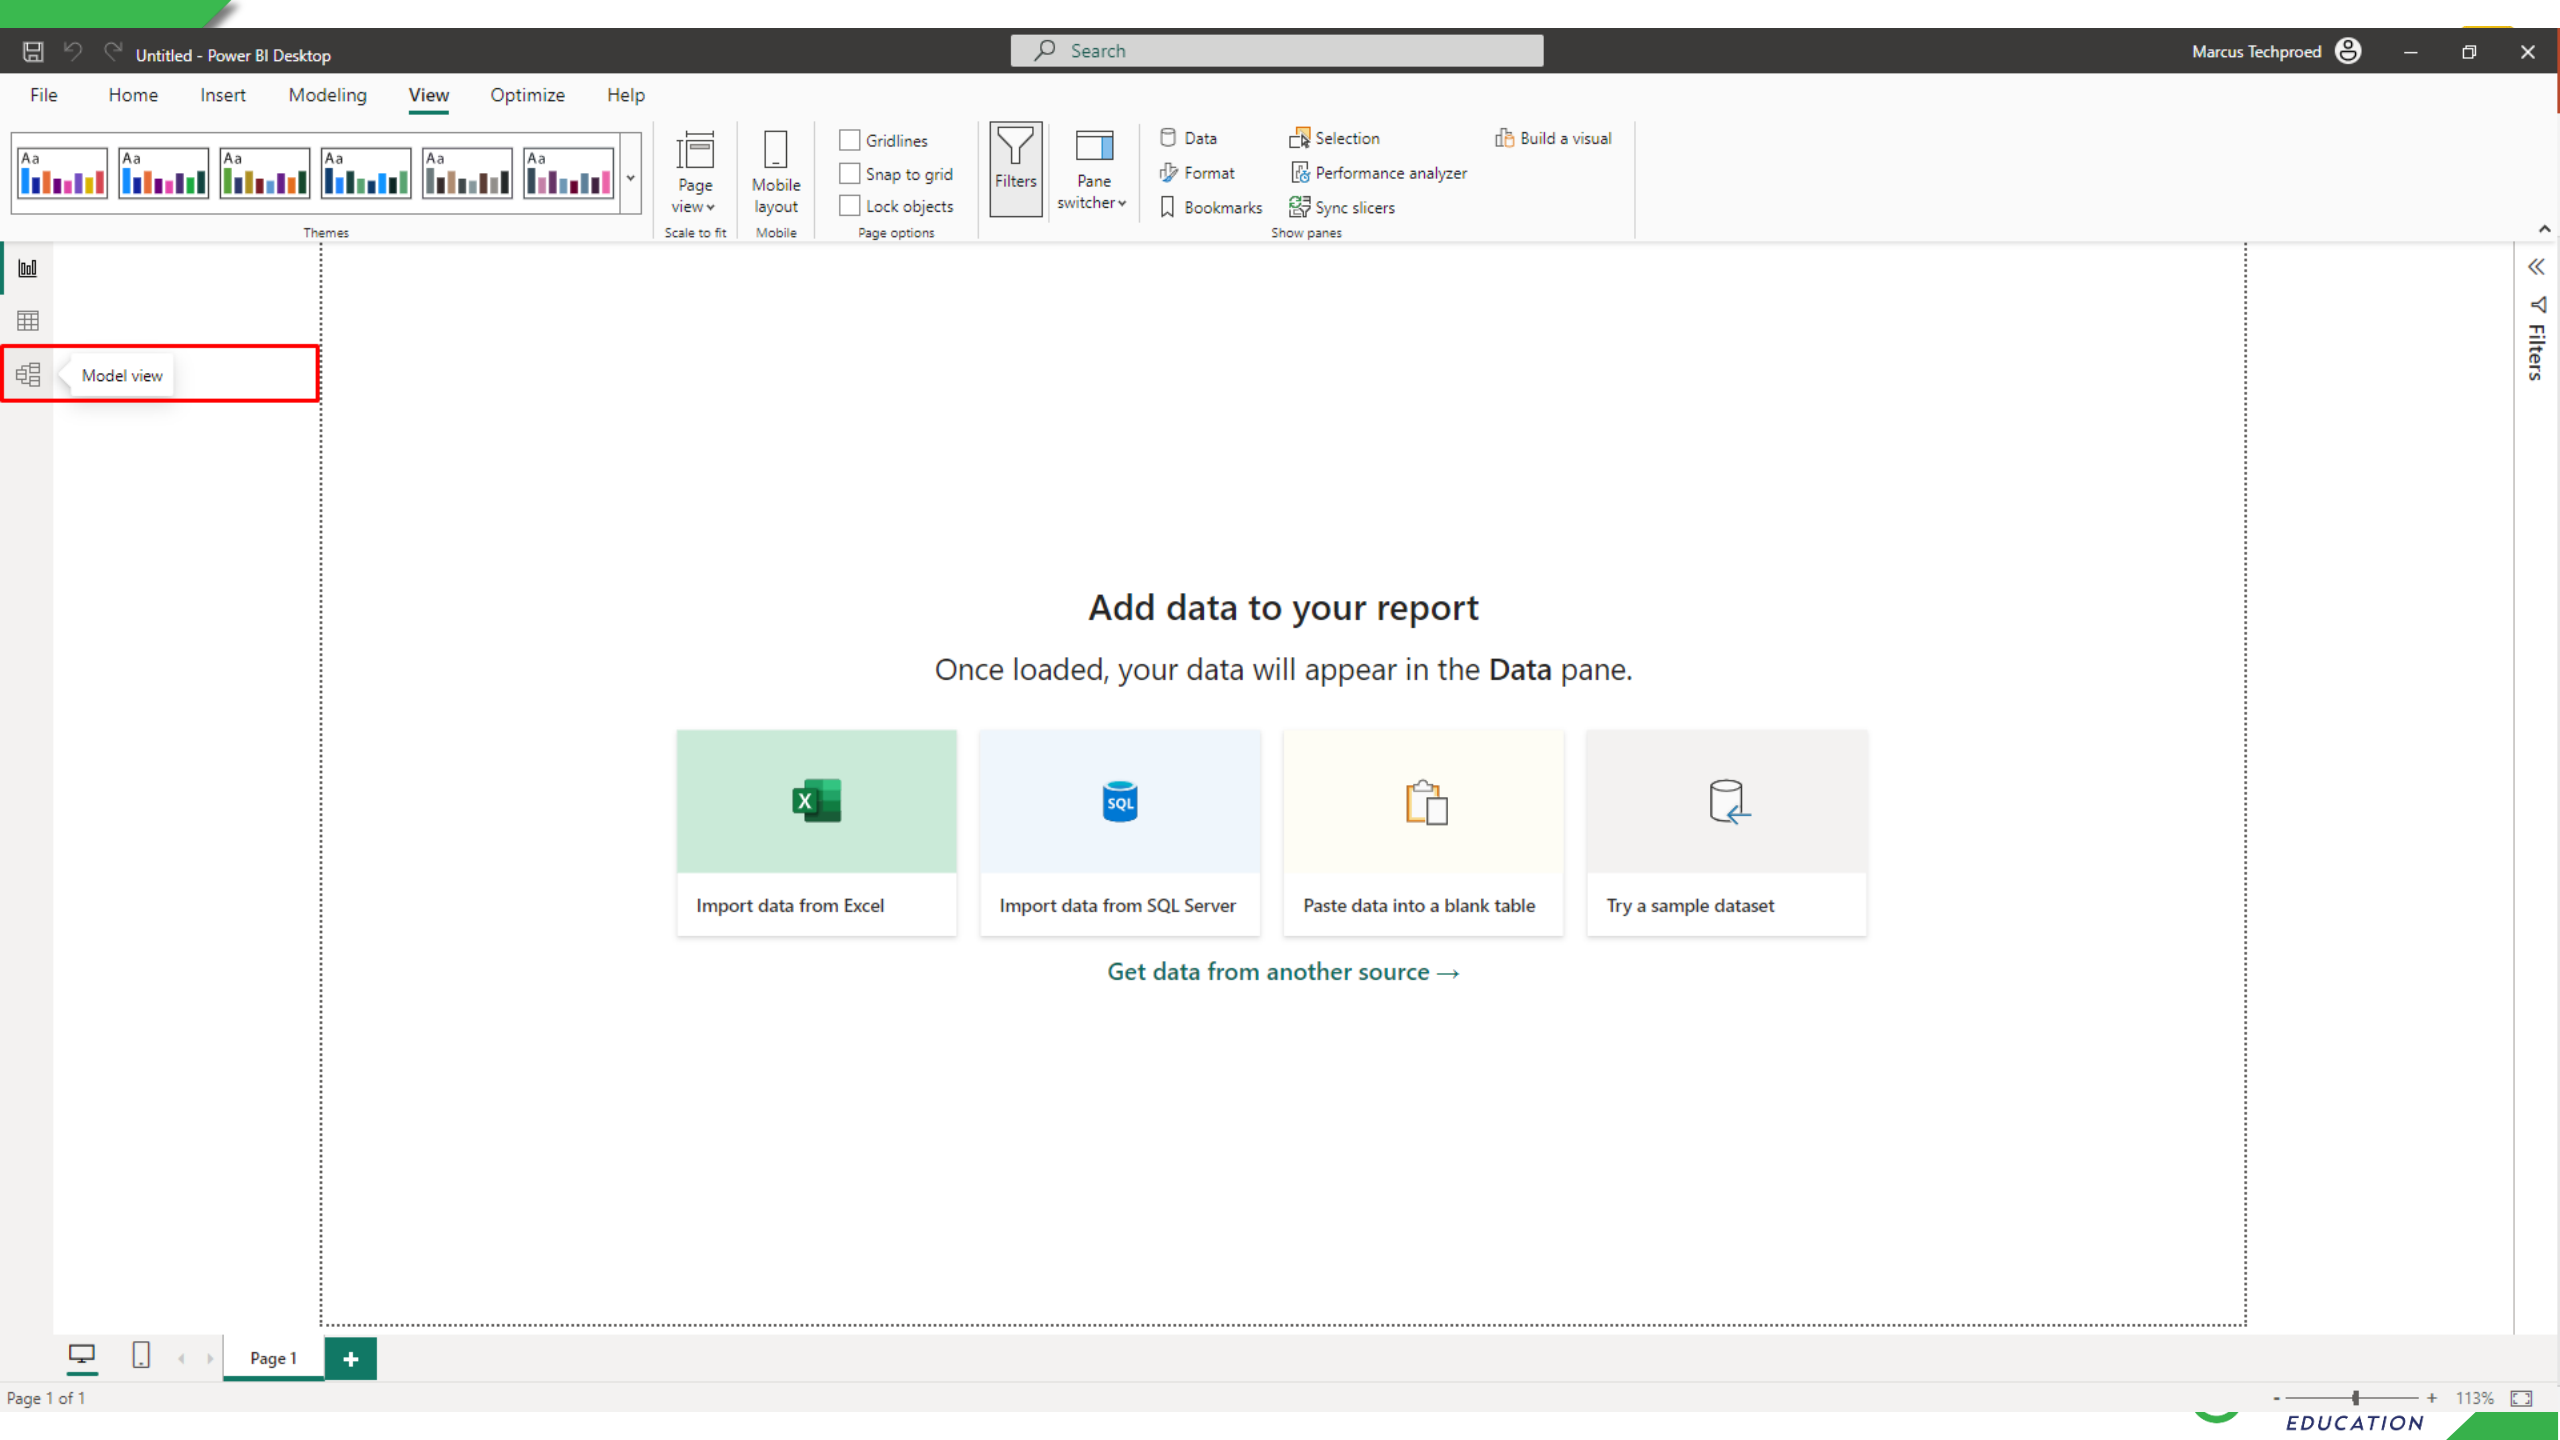 Untitled - Power BI Desktop
Search
Marcus Techproed
File Home Insert Modeling View Optimize Help
Aa Aa Aa Aa Aa Aa
Themes
Page view
Scale to fit
Mobile layout
Mobile
Gridlines
Snap to grid
Lock objects
Page options
Filters
Pane switcher
Data
Format
Bookmarks
Selection
Performance analyzer
Sync slicers
Build a visual
Show panes
Model view
Filters
Add data to your report
Once loaded, your data will appear in the Data pane.
X
SQL
Import data from Excel
Import data from SQL Server
Paste data into a blank table
Try a sample dataset
Get data from another source →
Page 1
+
Page 1 of 1
- + 113%
EDUCATION